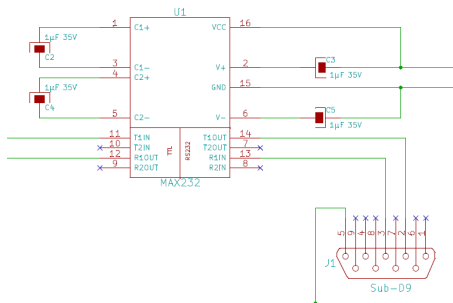 U1
1 C1+ VCC 16
1µF 35V
C2
C3
3 C1- V+ 2
1µF 35V
4 C2+ GND 15
1µF 35V
C4
C5
5 C2- V- 6
1µF 35V
11 T1IN T1OUT 14
10 T2IN T2OUT 7
12 R1OUT R1IN 13
9 R2OUT R2IN 8
TTL
RS232
MAX232
5 9 4 8 3 7 2 6 1
J1
Sub-D9